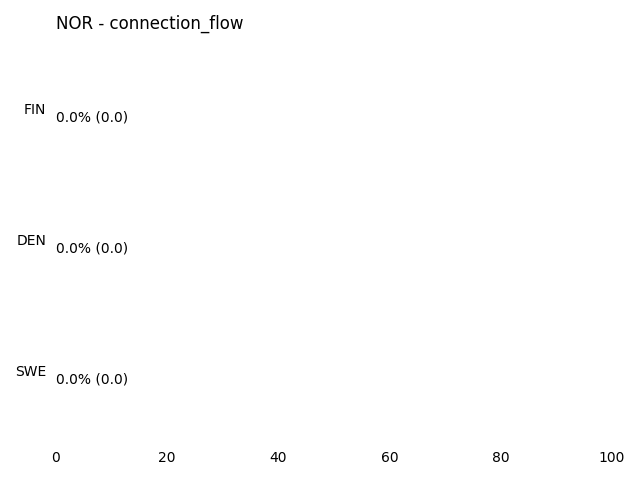 NOR - connection_flow
FIN
0.0% (0.0)
DEN
0.0% (0.0)
SWE
0.0% (0.0)
0 20 40 60 80 100